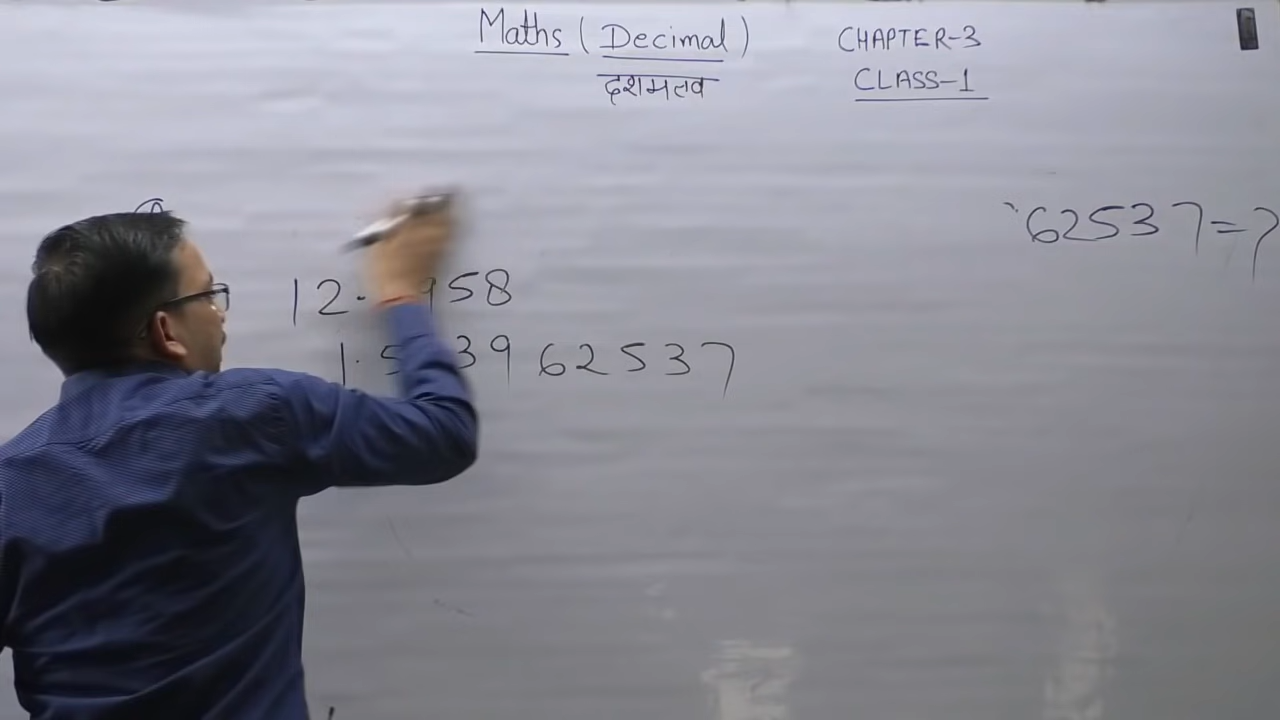 Maths (Decimal)
दशमलव
CHAPTER-3
CLASS-1
62537=?
12. 958
1.5 39 62537